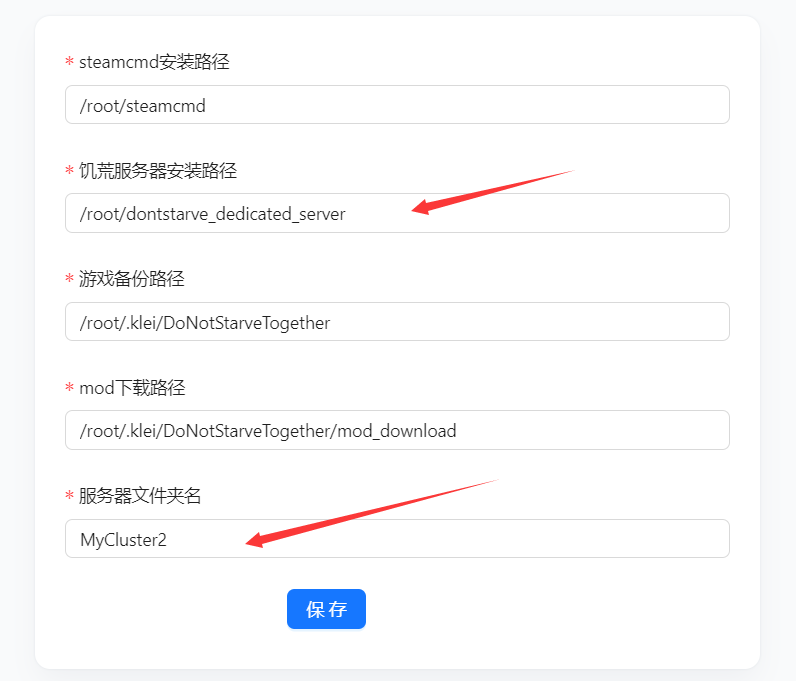 * steamcmd安装路径
/root/steamcmd
* 饥荒服务器安装路径
/root/dontstarve_dedicated_server
* 游戏备份路径
/root/.klei/DoNotStarveTogether
* mod下载路径
/root/.klei/DoNotStarveTogether/mod_download
* 服务器文件夹名
MyCluster2
保存